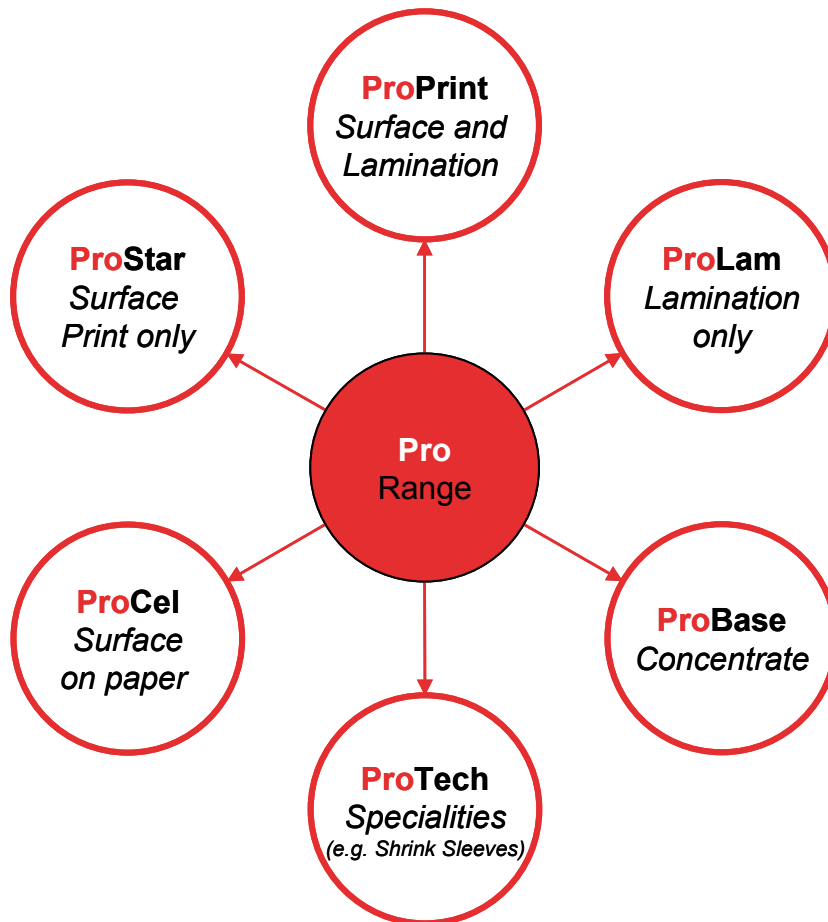 ProPrint
Surface and
Lamination
ProStar
Surface
Print only
ProLam
Lamination
only
Pro
Range
ProCel
Surface
on paper
ProBase
Concentrate
ProTech
Specialities
(e.g. Shrink Sleeves)